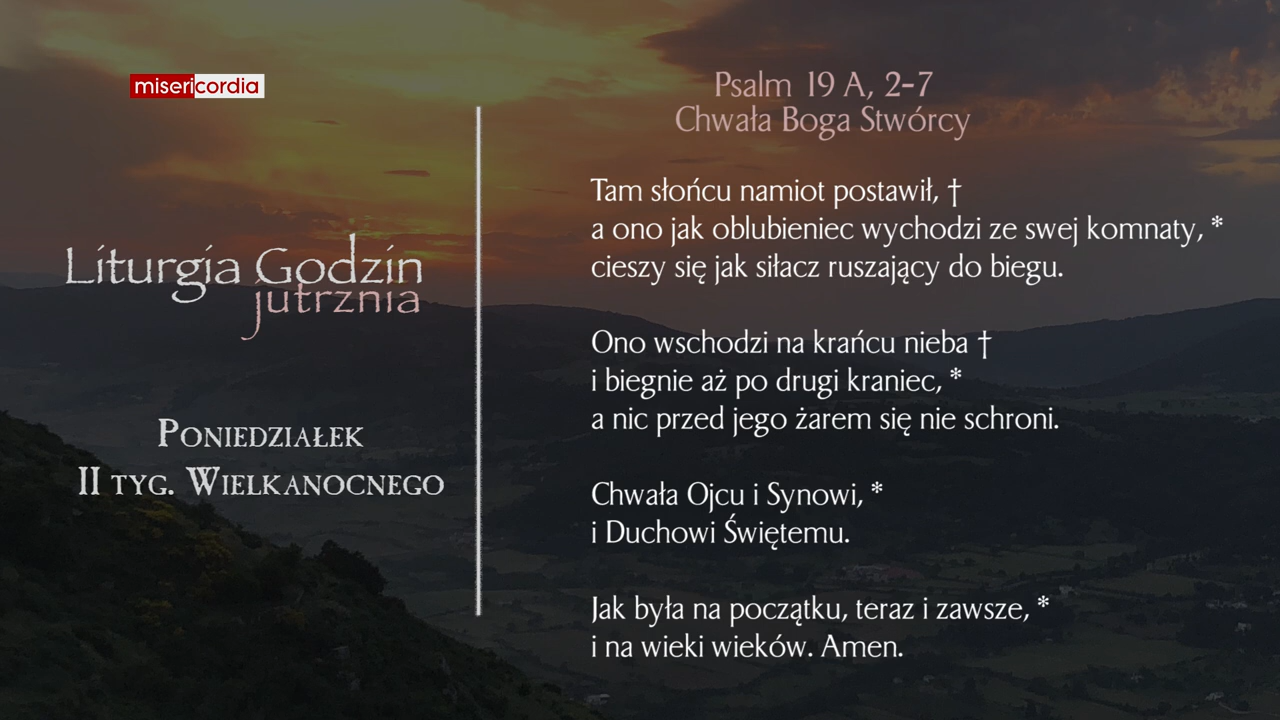 misericordia
Liturgia Godzin
jutrznia
Poniedziałek
II tyg. Wielkanocnego
Psalm 19 A, 2-7
Chwała Boga Stwórcy
Tam słońcu namiot postawił, †
a ono jak oblubieniec wychodzi ze swej komnaty, *
cieszy się jak siłacz ruszający do biegu.
Ono wschodzi na krańcu nieba †
i biegnie aż po drugi kraniec, *
a nic przed jego żarem się nie schroni.
Chwała Ojcu i Synowi, *
i Duchowi Świętemu.
Jak była na początku, teraz i zawsze, *
i na wieki wieków. Amen.